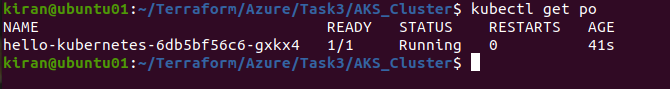 kiran@ubuntu01:~/Terraform/Azure/Task3/AKS_Cluster$ kubectl get po
NAME READY STATUS RESTARTS AGE
hello-kubernetes-6db5bf56c6-gxkx4 1/1 Running 0 41s
kiran@ubuntu01:~/Terraform/Azure/Task3/AKS_Cluster$